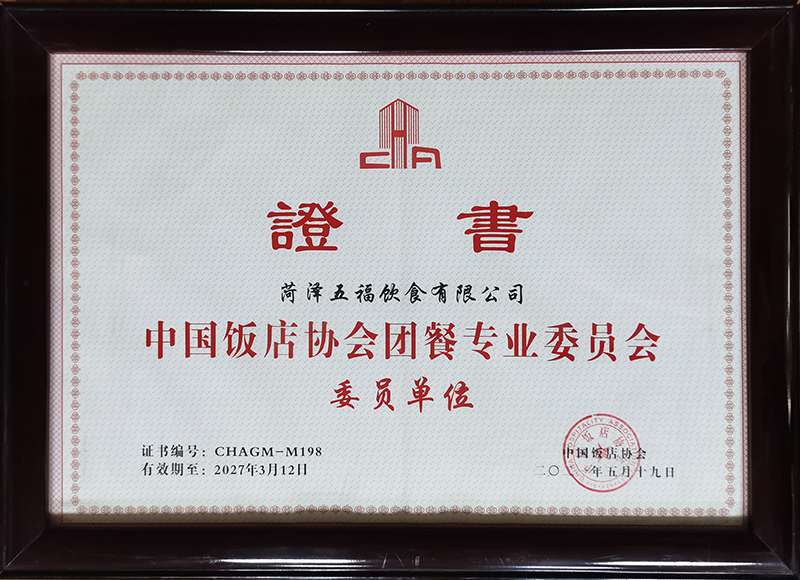 CHA
證 書
菏泽五福饮食有限公司
中国饭店协会团餐专业委员会
委员单位
证书编号：CHAGM-M198
有效期至：2027年3月12日
中国饭店协会
二〇 年五月十九日